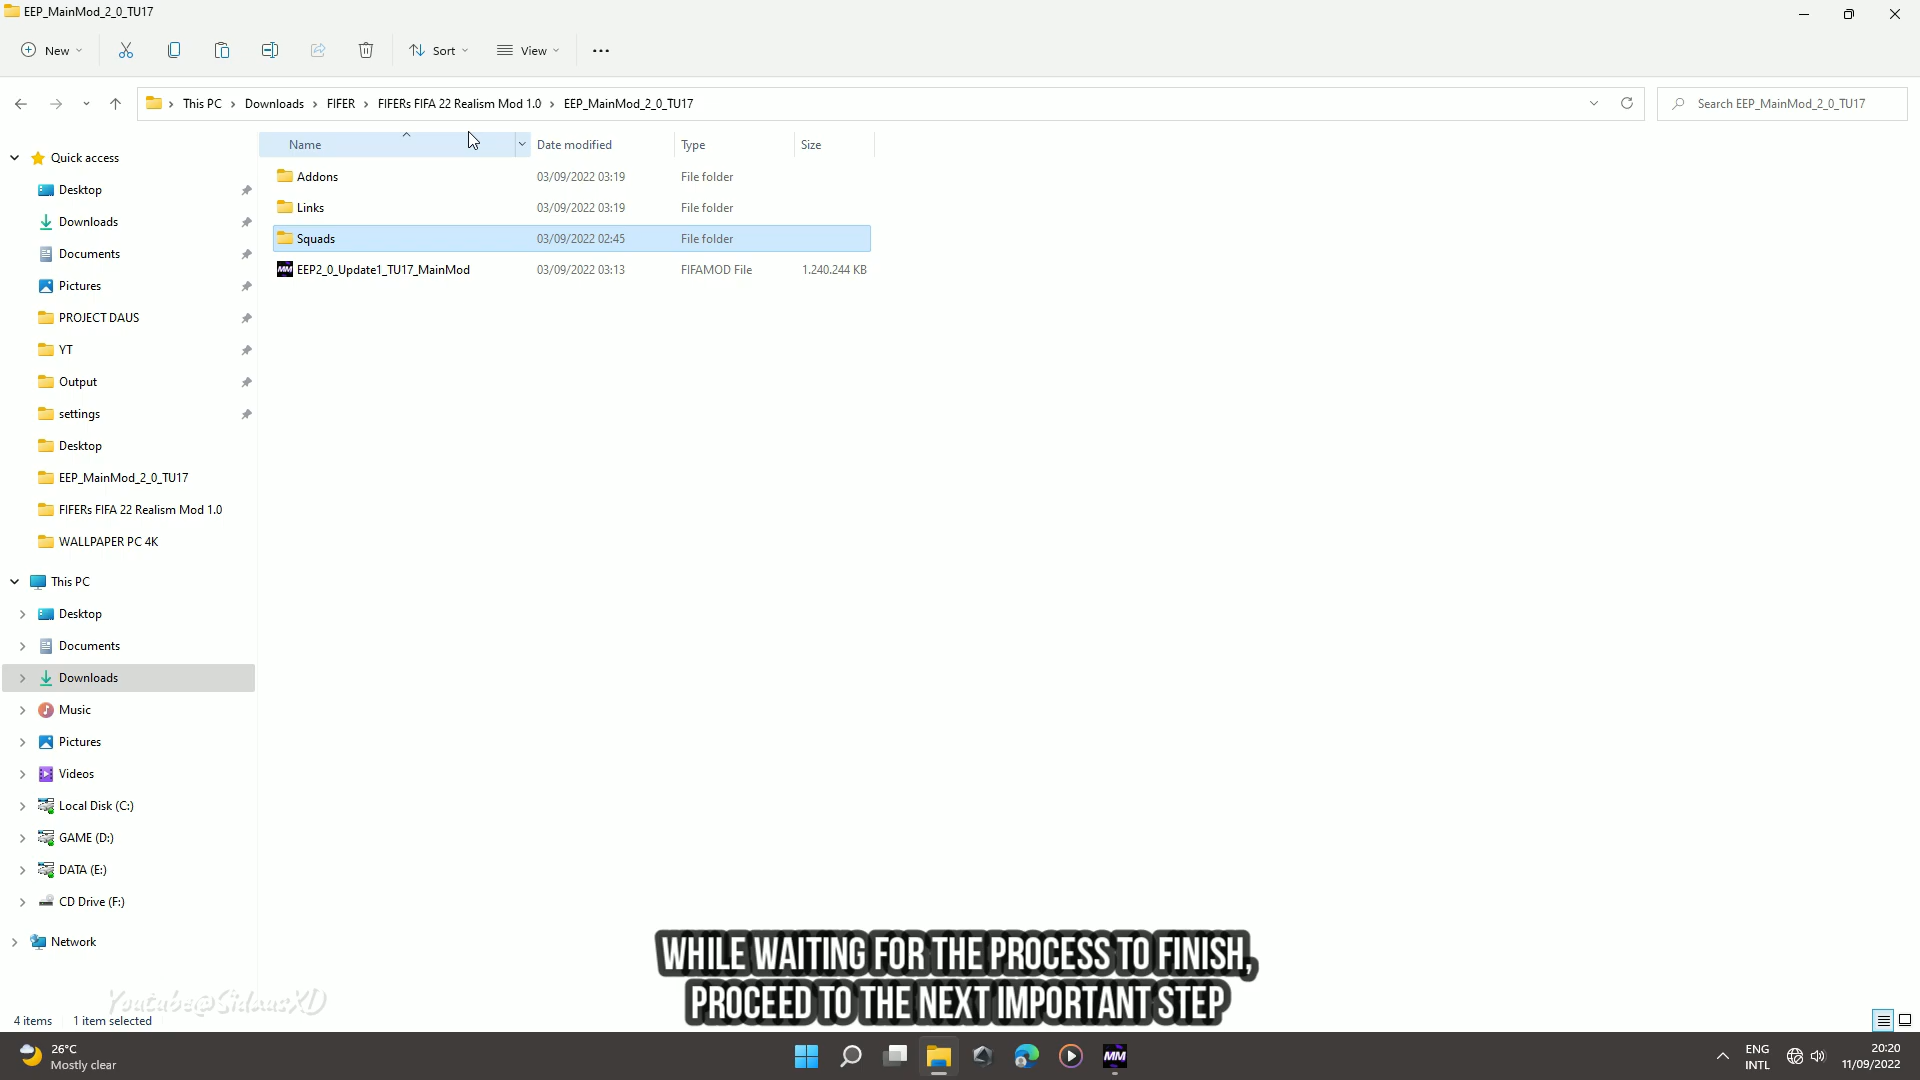 EEP_MainMod_2_0_TU17
New
Sort
View
This PC > Downloads > FIFER > FIFERs FIFA 22 Realism Mod 1.0 > EEP_MainMod_2_0_TU17
Search EEP_MainMod_2_0_TU17
Name Date modified Type Size
Addons 03/09/2022 03:19 File folder
Links 03/09/2022 03:19 File folder
Squads 03/09/2022 02:45 File folder
MM EEP2_0_Update1_TU17_MainMod 03/09/2022 03:13 FIFAMOD File 1.240.244 KB
Quick access
Desktop
Downloads
Documents
Pictures
PROJECT DAUS
YT
Output
settings
Desktop
EEP_MainMod_2_0_TU17
FIFERs FIFA 22 Realism Mod 1.0
WALLPAPER PC 4K
This PC
Desktop
Documents
Downloads
Music
Pictures
Videos
Local Disk (C:)
GAME (D:)
DATA (E:)
CD Drive (F:)
Network
WHILE WAITING FOR THE PROCESS TO FINISH,
PROCEED TO THE NEXT IMPORTANT STEP
Youtube@SidausXD
4 items 1 item selected
26°C
Mostly clear
MM
ENG
INTL
20:20
11/09/2022